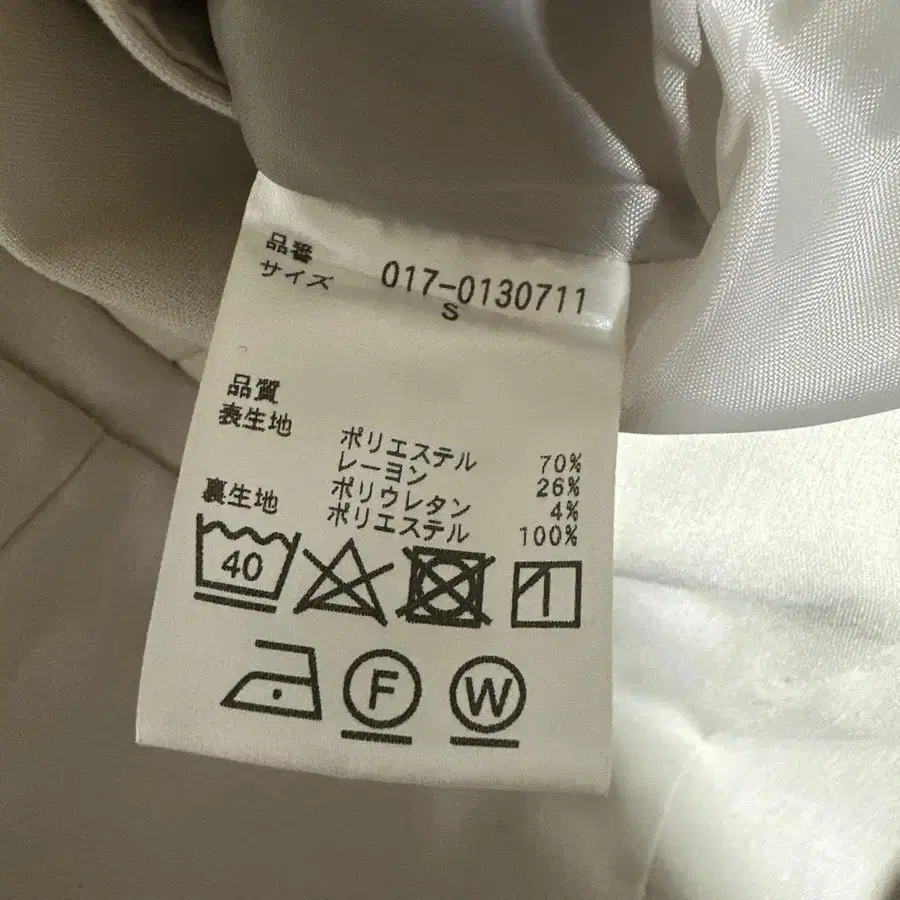 品番 017-0130711
サイズ S
品質
表生地 ポリエステル 70%
レーヨン 26%
ポリウレタン 4%
裏生地 ポリエステル 100%
40
F W